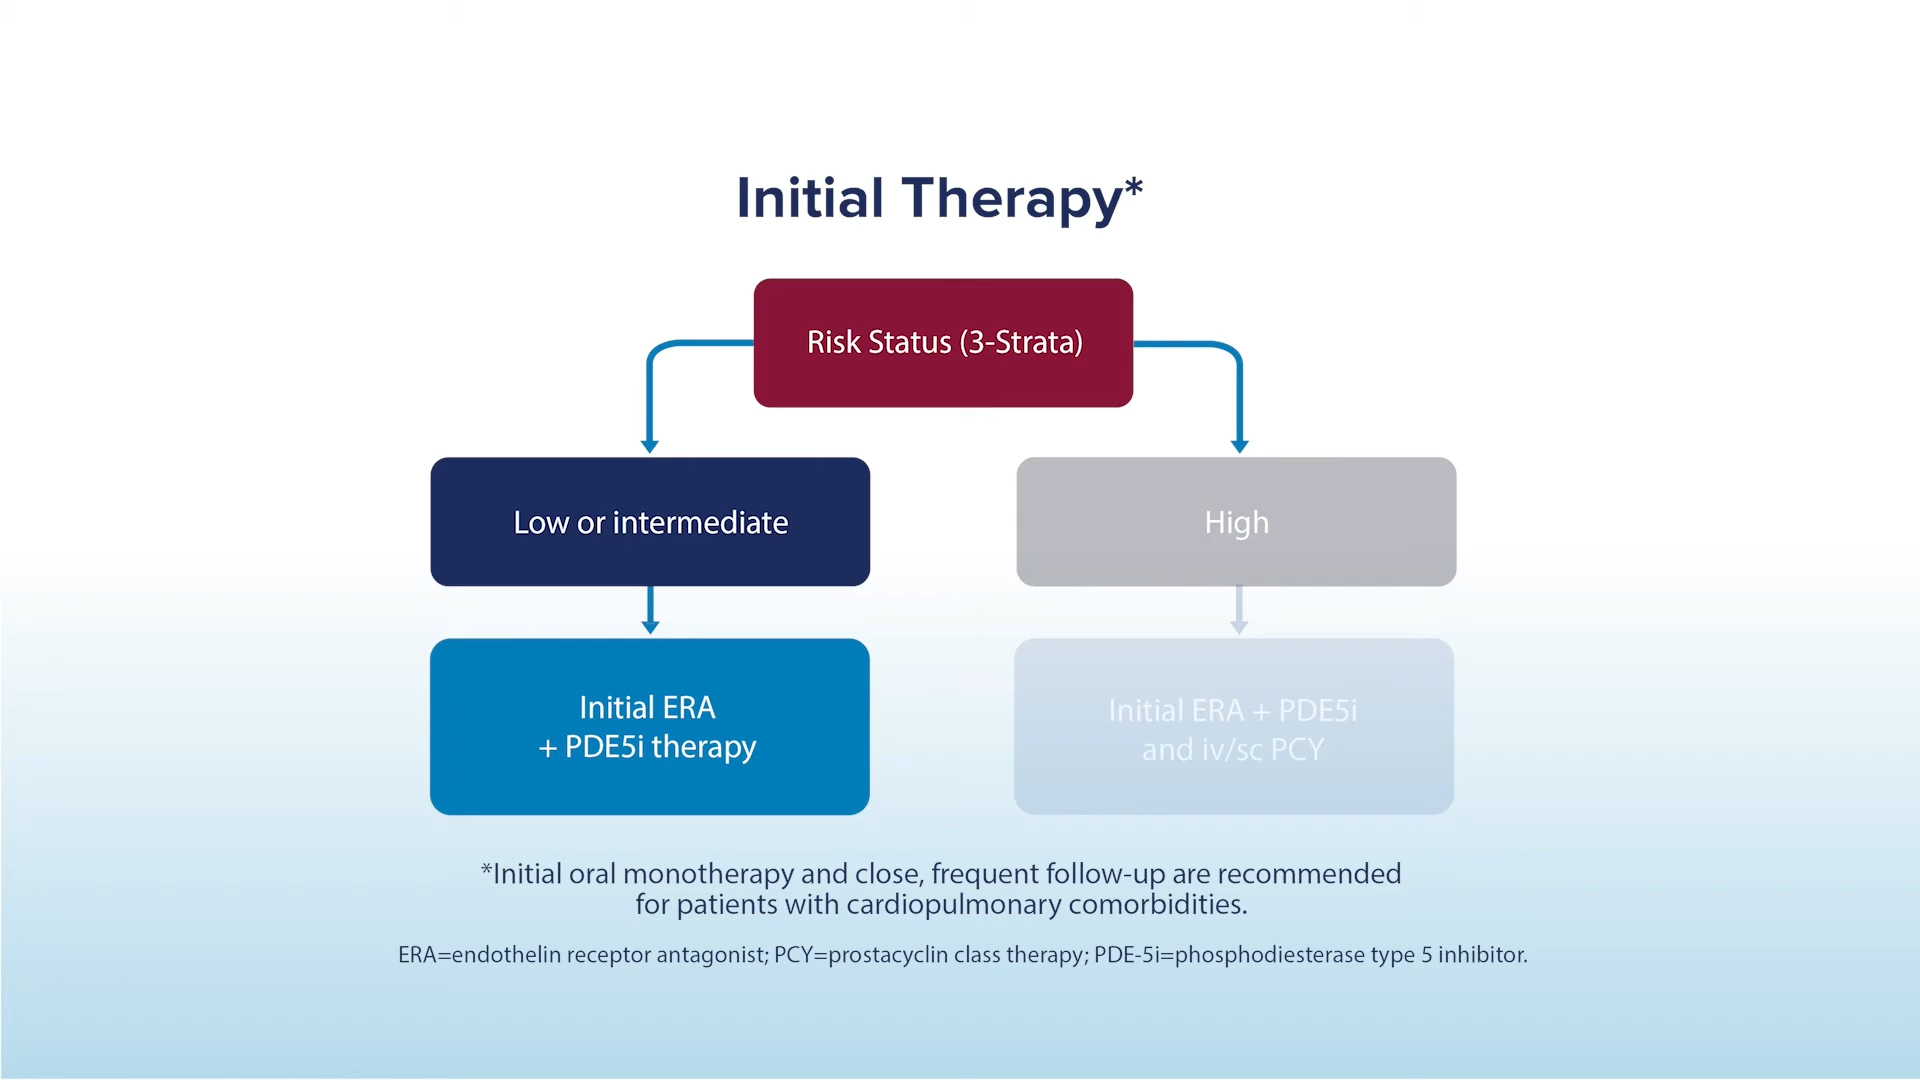 Initial Therapy*
Risk Status (3-Strata)
Low or intermediate
High
Initial ERA
+ PDE5i therapy
Initial ERA + PDE5i
and iv/sc PCY
*Initial oral monotherapy and close, frequent follow-up are recommended
for patients with cardiopulmonary comorbidities.
ERA=endothelin receptor antagonist; PCY=prostacyclin class therapy; PDE-5i=phosphodiesterase type 5 inhibitor.